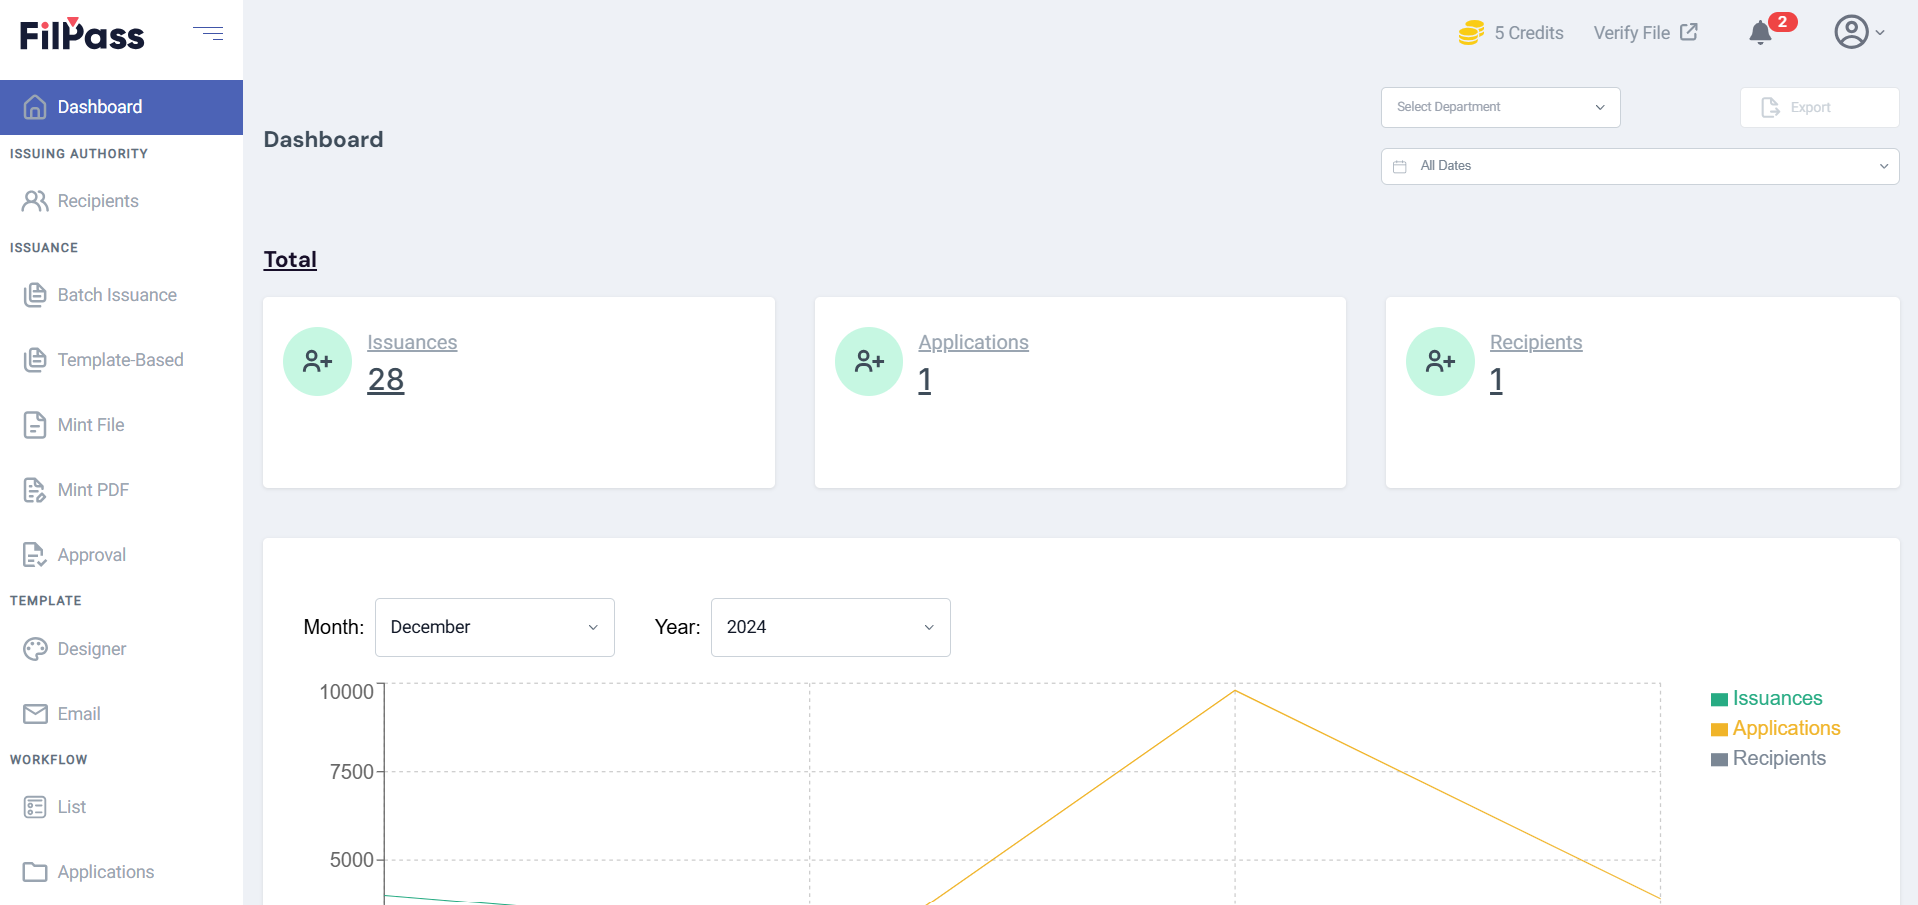 FilPass
5 Credits
Verify File
2
Dashboard
ISSUING AUTHORITY
Recipients
ISSUANCE
Batch Issuance
Template-Based
Mint File
Mint PDF
Approval
TEMPLATE
Designer
Email
WORKFLOW
List
Applications
Dashboard
Select Department
Export
All Dates
Total
Issuances
28
Applications
1
Recipients
1
Month:
December
Year:
2024
10000
7500
5000
Issuances
Applications
Recipients